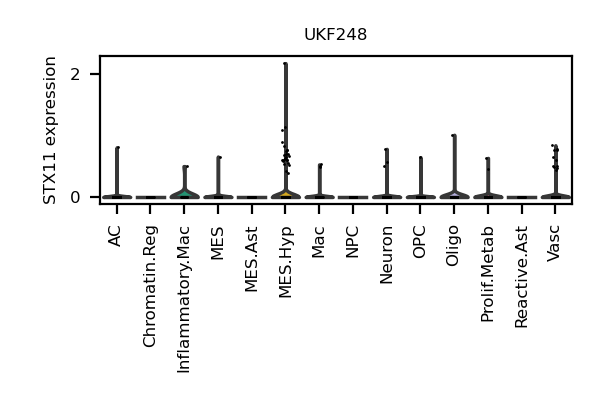 UKF248
STX11 expression
2
0
AC
Chromatin.Reg
Inflammatory.Mac
MES
MES.Ast
MES.Hyp
Mac
NPC
Neuron
OPC
Oligo
Prolif.Metab
Reactive.Ast
Vasc